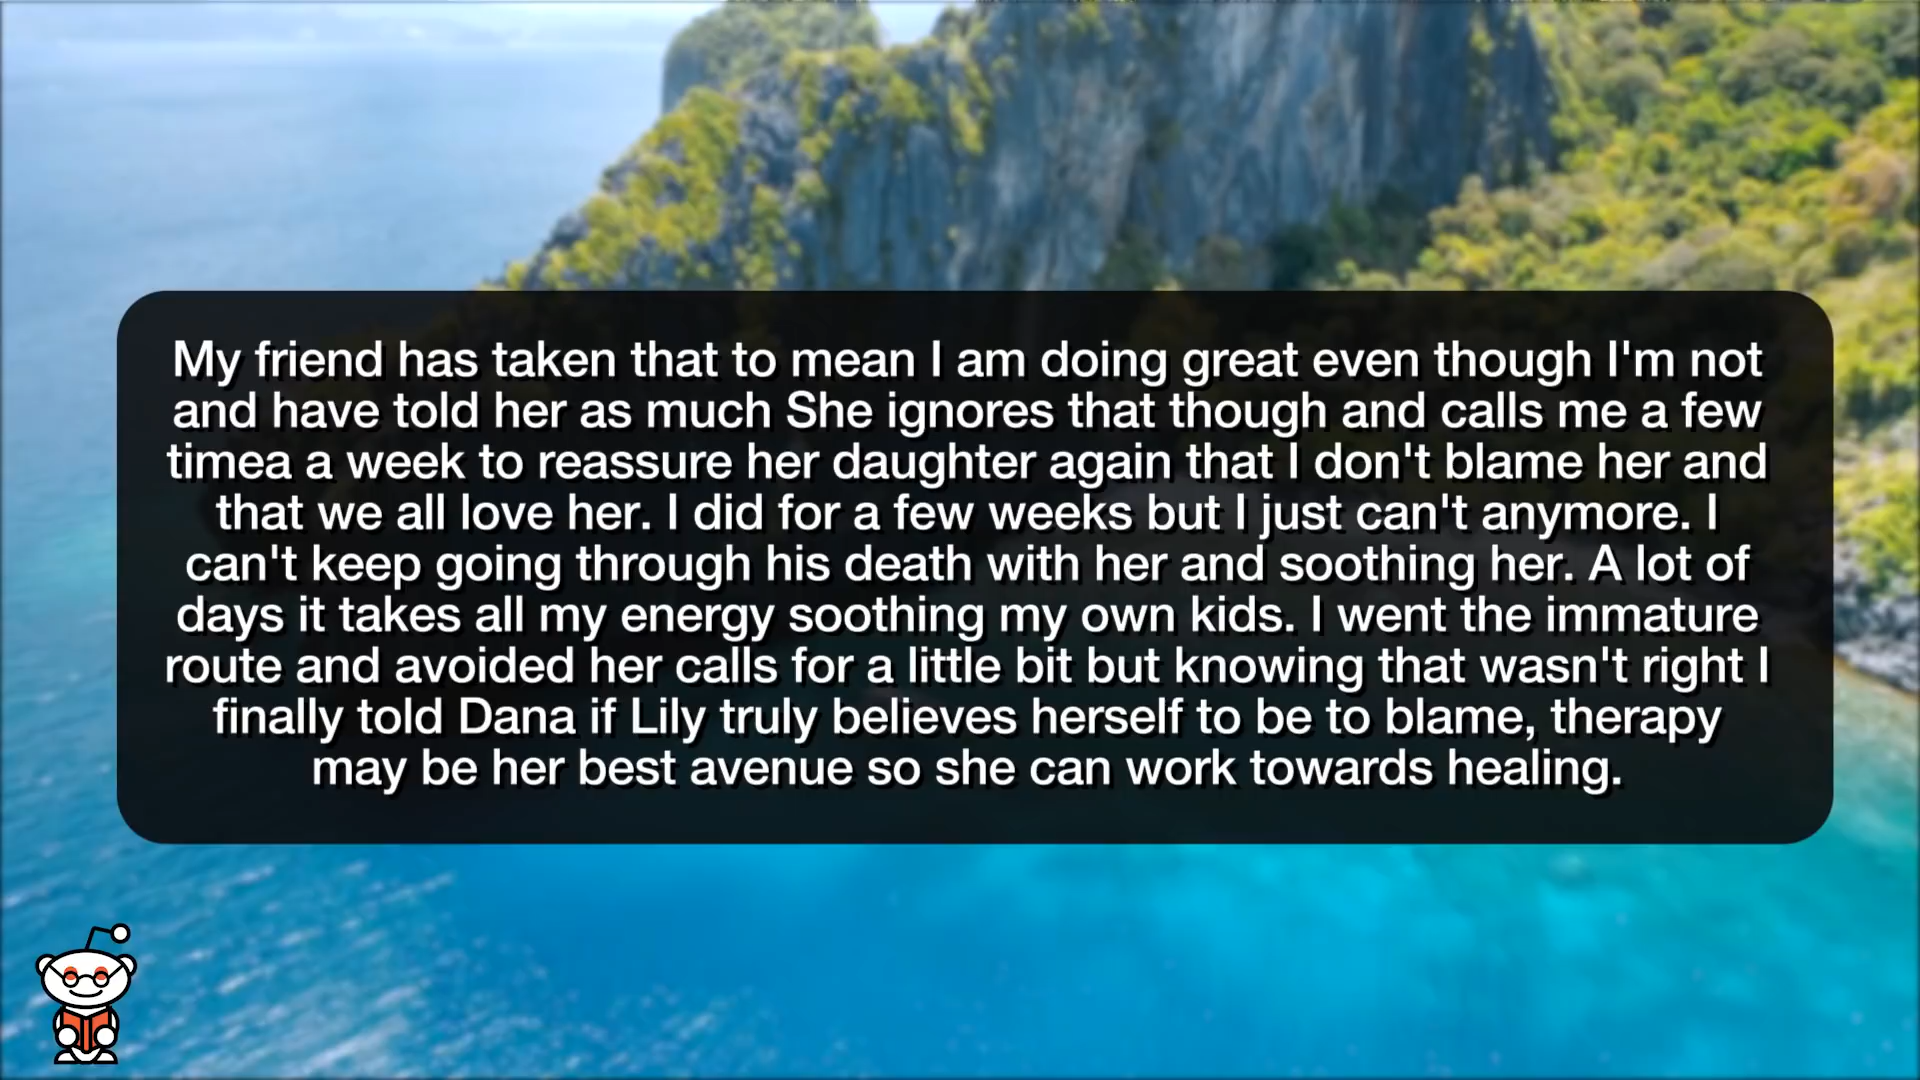 My friend has taken that to mean I am doing great even though I'm not
and have told her as much She ignores that though and calls me a few
timea a week to reassure her daughter again that I don't blame her and
that we all love her. I did for a few weeks but I just can't anymore. I
can't keep going through his death with her and soothing her. A lot of
days it takes all my energy soothing my own kids. I went the immature
route and avoided her calls for a little bit but knowing that wasn't right I
finally told Dana if Lily truly believes herself to be to blame, therapy
may be her best avenue so she can work towards healing.